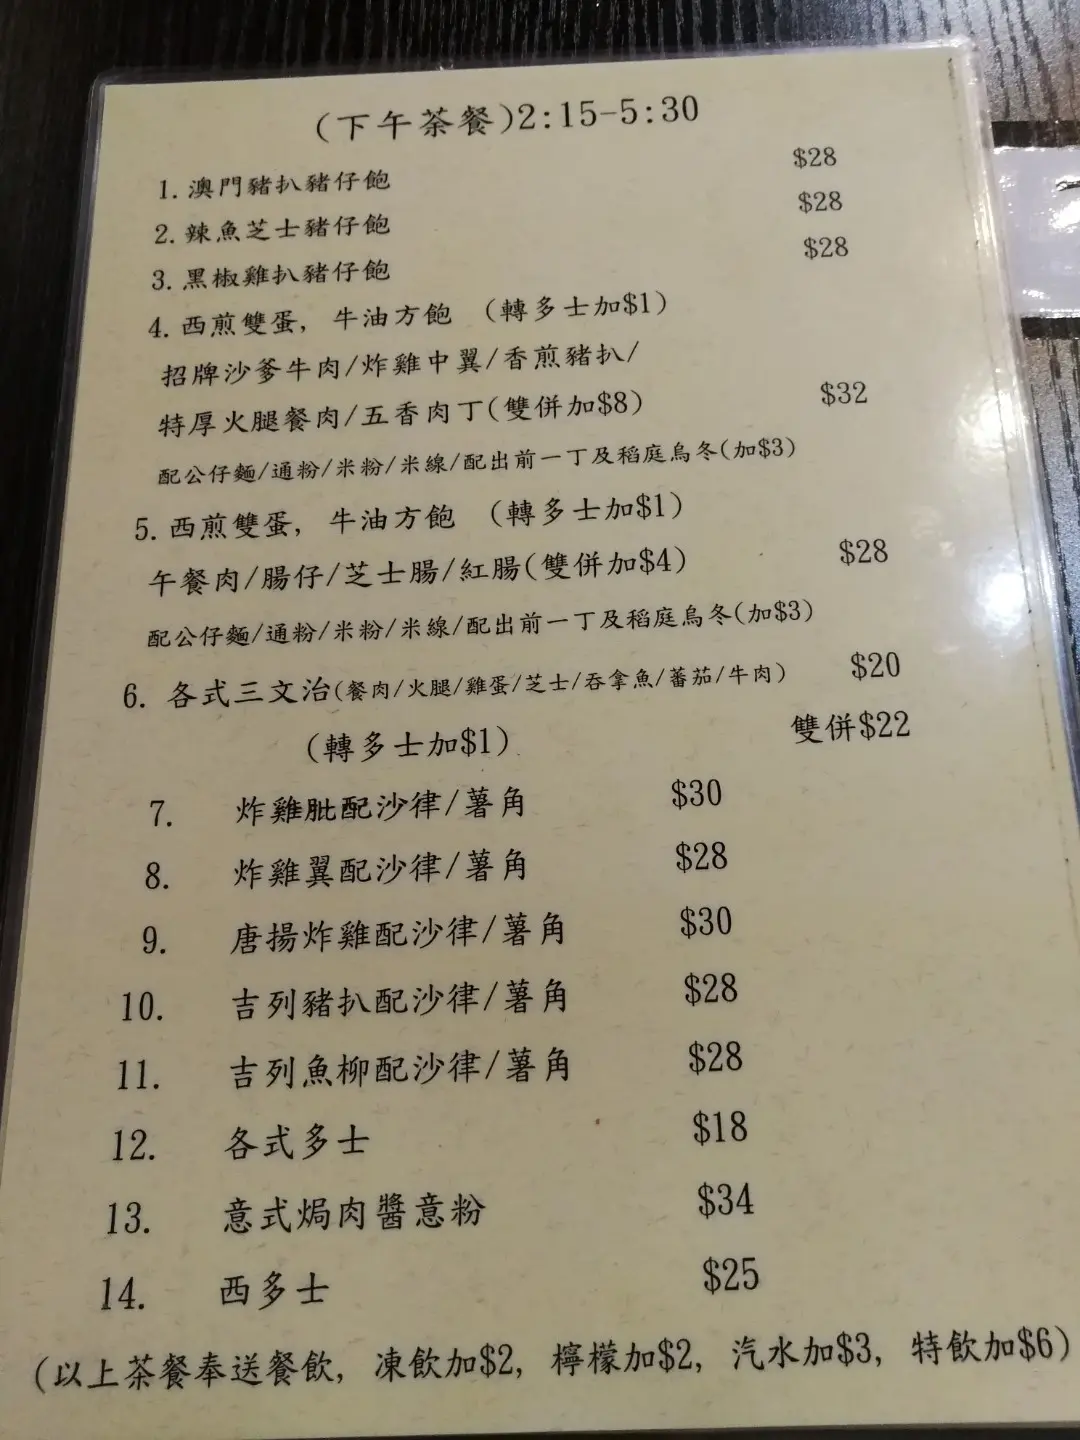 (下午茶餐)2:15-5:30
1.澳門豬扒豬仔飽 $28
2.辣魚芝士豬仔飽 $28
3.黑椒雞扒豬仔飽 $28
4.西煎雙蛋, 牛油方飽 (轉多士加$1)
招牌沙爹牛肉/炸雞中翼/香煎豬扒/
特厚火腿餐肉/五香肉丁(雙併加$8) $32
配公仔麵/通粉/米粉/米線/配出前一丁及稻庭烏冬(加$3)
5.西煎雙蛋, 牛油方飽 (轉多士加$1)
午餐肉/腸仔/芝士腸/紅腸(雙併加$4) $28
配公仔麵/通粉/米粉/米線/配出前一丁及稻庭烏冬(加$3)
6. 各式三文治(餐肉/火腿/雞蛋/芝士/吞拿魚/蕃茄/牛肉) $20
(轉多士加$1) 雙併$22
7. 炸雞肶配沙律/薯角 $30
8. 炸雞翼配沙律/薯角 $28
9. 唐揚炸雞配沙律/薯角 $30
10. 吉列豬扒配沙律/薯角 $28
11. 吉列魚柳配沙律/薯角 $28
12. 各式多士 $18
13. 意式焗肉醬意粉 $34
14. 西多士 $25
(以上茶餐奉送餐飲, 凍飲加$2, 檸檬加$2, 汽水加$3, 特飲加$6)